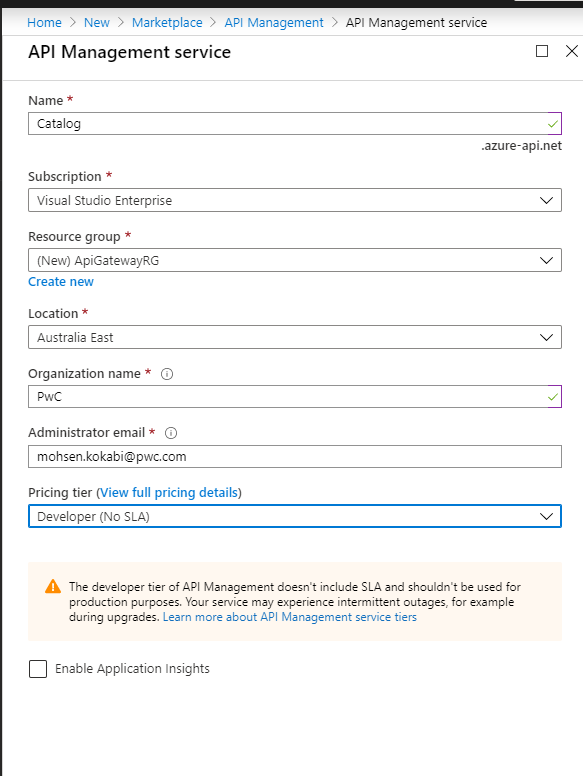 Home > New > Marketplace > API Management > API Management service
API Management service
Name *
Catalog
.azure-api.net
Subscription *
Visual Studio Enterprise
Resource group *
(New) ApiGatewayRG
Create new
Location *
Australia East
Organization name *
PwC
Administrator email *
mohsen.kokabi@pwc.com
Pricing tier (View full pricing details)
Developer (No SLA)
The developer tier of API Management doesn't include SLA and shouldn't be used for
production purposes. Your service may experience intermittent outages, for example
during upgrades. Learn more about API Management service tiers
Enable Application Insights